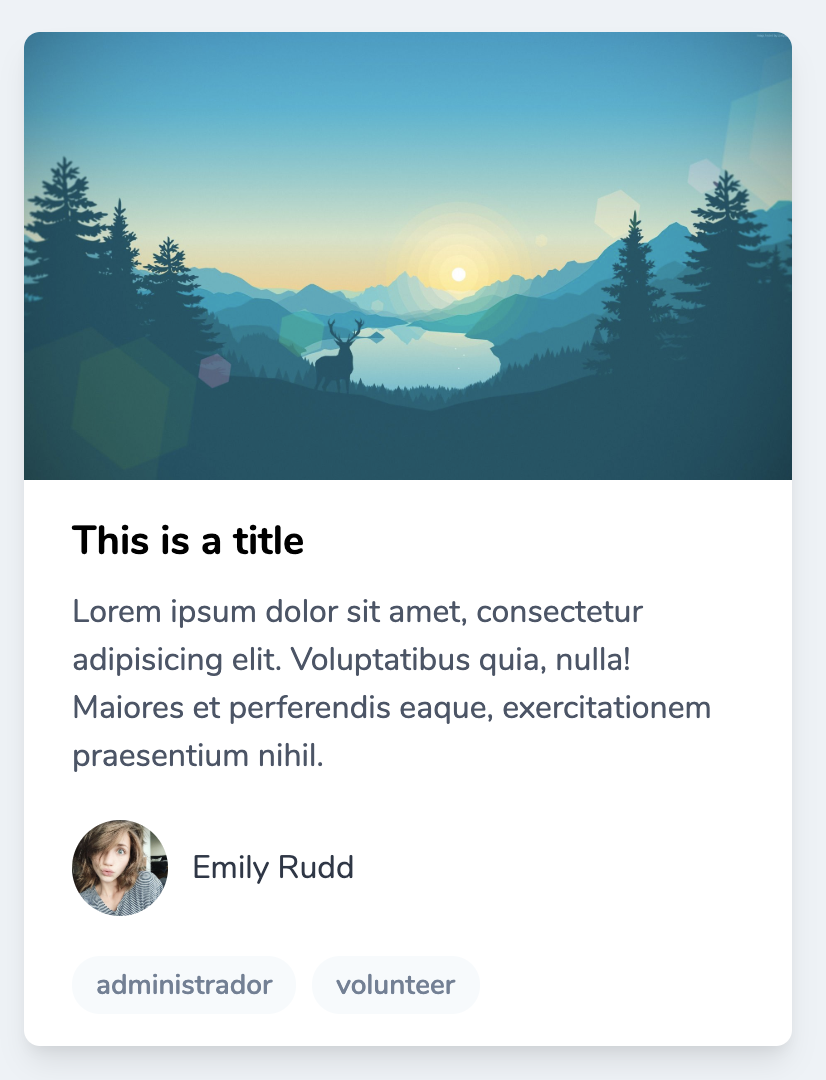 This is a title
Lorem ipsum dolor sit amet, consectetur
adipisicing elit. Voluptatibus quia, nulla!
Maiores et perferendis eaque, exercitationem
praesentium nihil.
Emily Rudd
administrador
volunteer